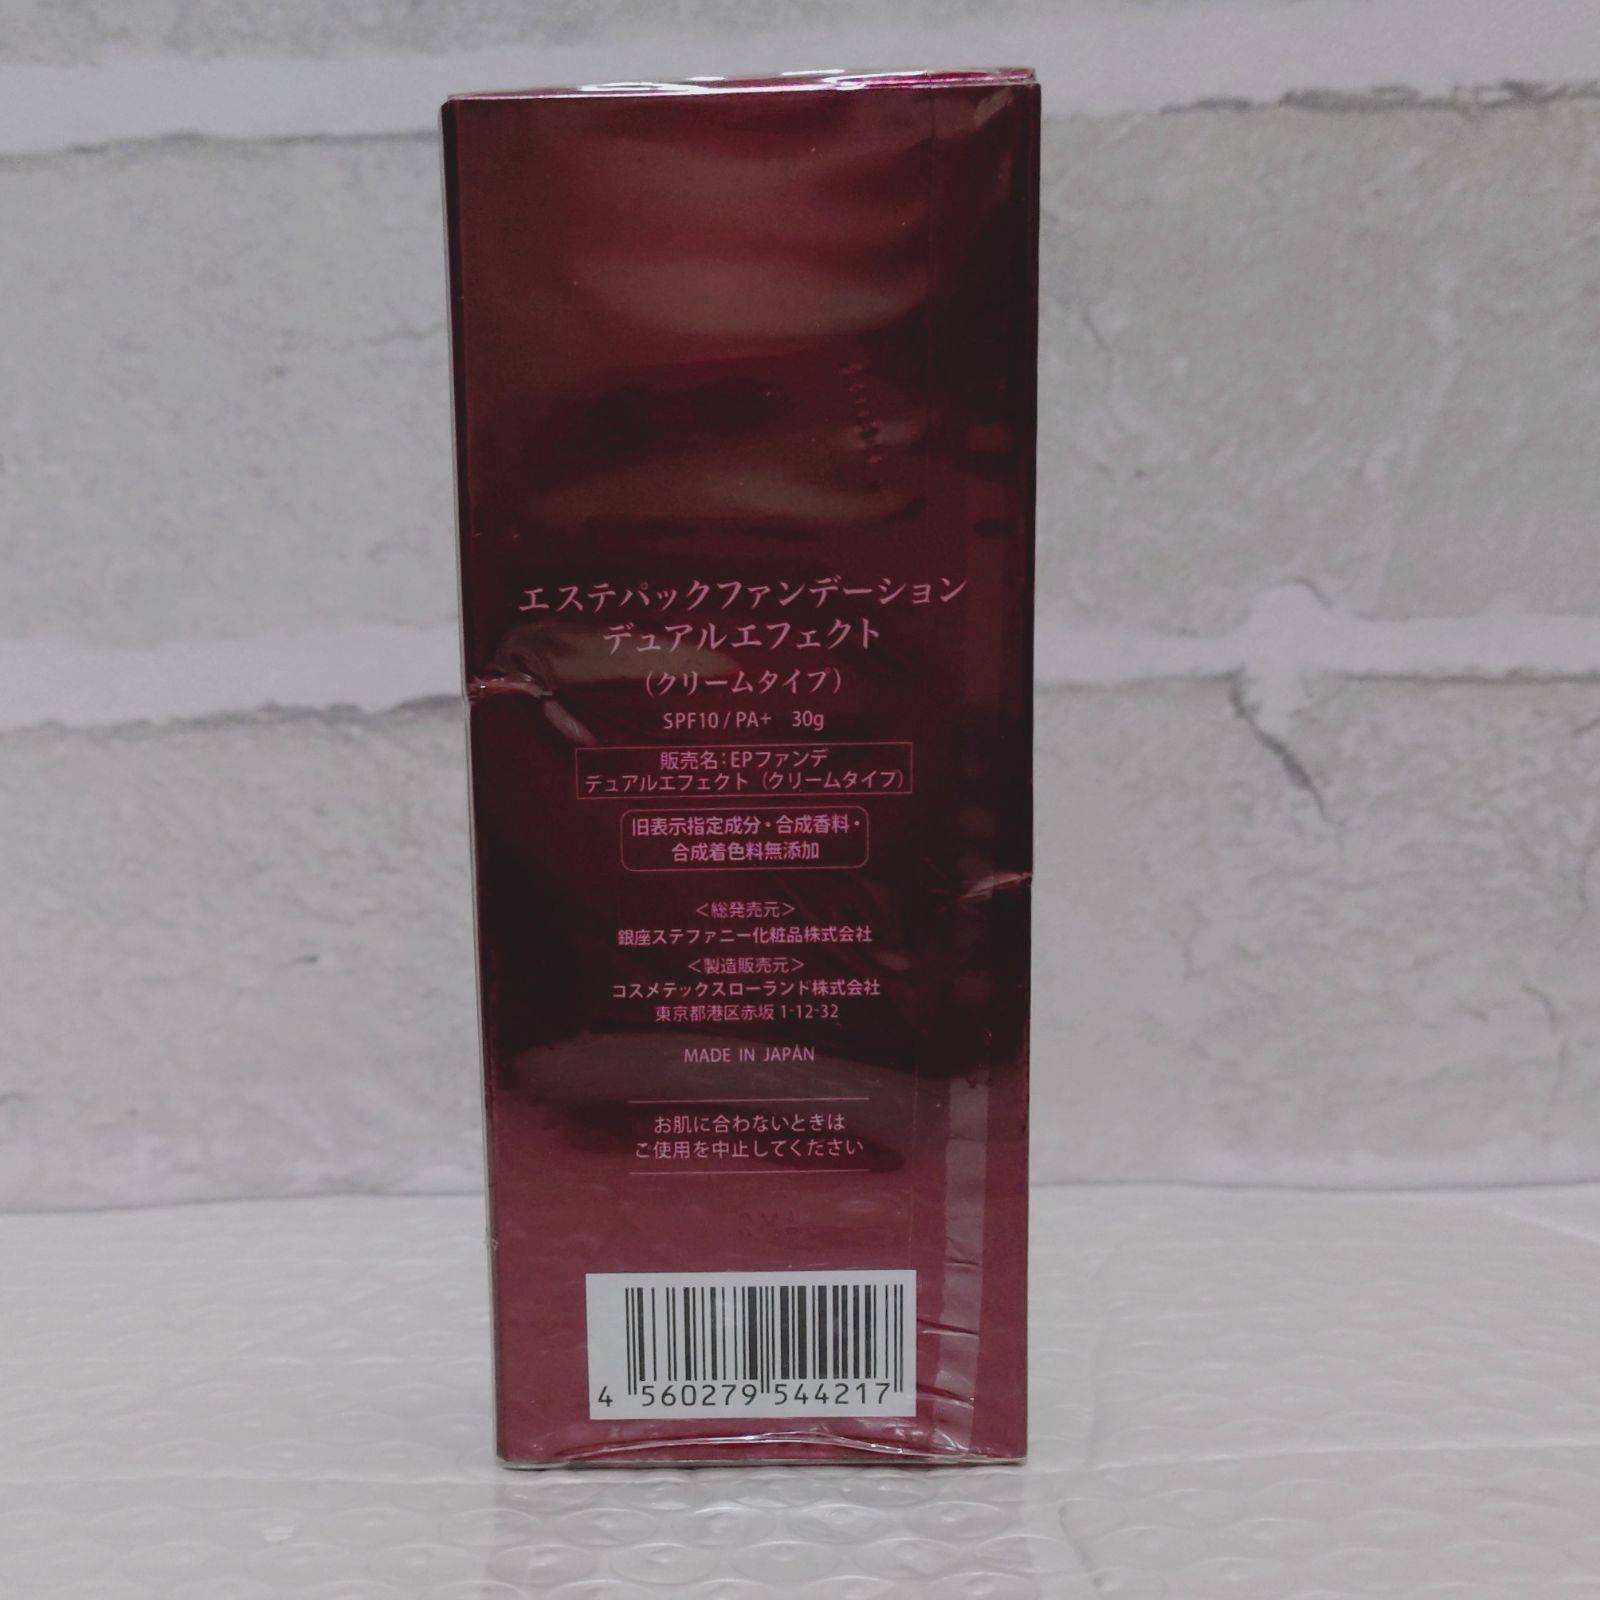 エステパックファンデーション
デュアルエフェクト
（クリームタイプ）
SPF10 / PA+　30g
販売名：EPファンデ
デュアルエフェクト（クリームタイプ）
旧表示指定成分・合成香料・
合成着色料無添加
＜総発売元＞
銀座ステファニー化粧品株式会社
＜製造販売元＞
コスメテックスローランド株式会社
東京都港区赤坂 1-12-32
MADE IN JAPAN
お肌に合わないときは
ご使用を中止してください
4 560279 544217